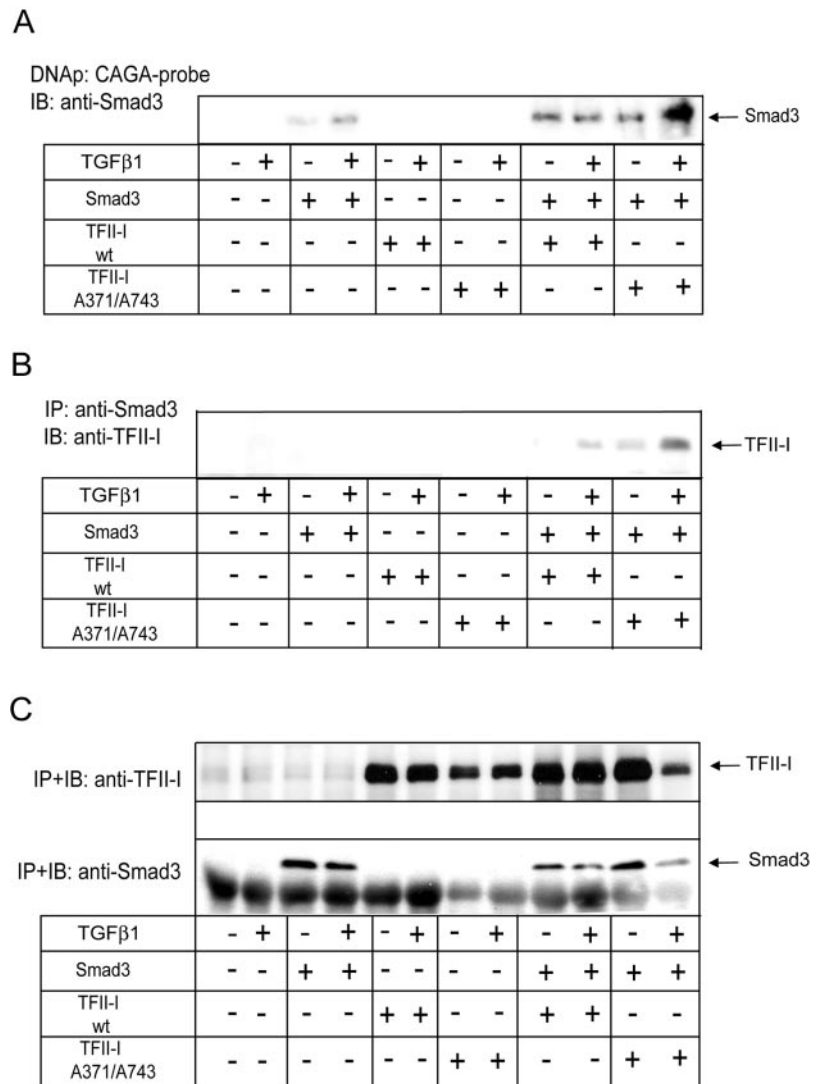 A
DNAp: CAGA-probe
IB: anti-Smad3
← Smad3
TGFβ1 - + - + - + - + - + - +
Smad3 - - + + - - - - + + + +
TFII-I
wt - - - - + + - - + + - -
TFII-I
A371/A743 - - - - - - + + - - + +
B
IP: anti-Smad3
IB: anti-TFII-I
← TFII-I
TGFβ1 - + - + - + - + - + - +
Smad3 - - + + - - - - + + + +
TFII-I
wt - - - - + + - - + + - -
TFII-I
A371/A743 - - - - - - + + - - + +
C
IP+IB: anti-TFII-I ← TFII-I
IP+IB: anti-Smad3 ← Smad3
TGFβ1 - + - + - + - + - + - +
Smad3 - - + + - - - - + + + +
TFII-I
wt - - - - + + - - + + - -
TFII-I
A371/A743 - - - - - - + + - - + +